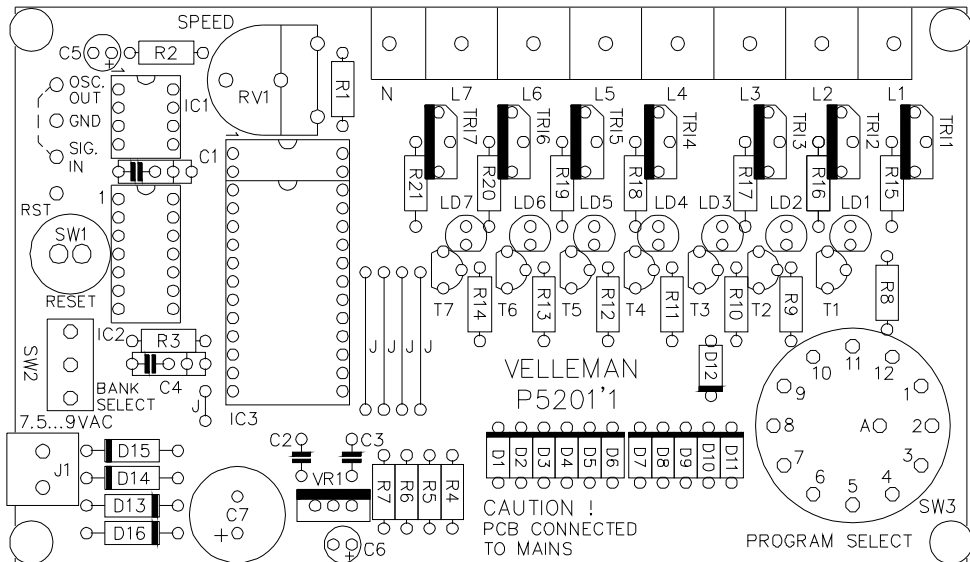 SPEED
C5
+
R2
OSC.
OUT
IC1
GND
SIG.
IN
C1
RV1
R1
1
N
L7
L6
L5
L4
L3
L2
L1
TRI7
TRI6
TRI5
TRI4
TRI3
TRI2
TRI1
R21
R20
R19
R18
R17
R16
R15
RST
1
SW1
RESET
LD7
LD6
LD5
LD4
LD3
LD2
LD1
T7
T6
T5
T4
T3
T2
T1
R14
R13
R12
R11
R10
R9
R8
IC2
R3
SW2
BANK
SELECT
C4
J
IC3
J
J
J
J
VELLEMAN
P5201'1
D12
11
10
12
9
1
8
A
2
7
3
6
5
4
SW3
PROGRAM SELECT
7.5...9VAC
J1
D15
D14
D13
D16
C7
+
C2
C3
VR1
C6
+
R7
R6
R5
R4
D1
D2
D3
D4
D5
D6
D7
D8
D9
D10
D11
CAUTION !
PCB CONNECTED
TO MAINS